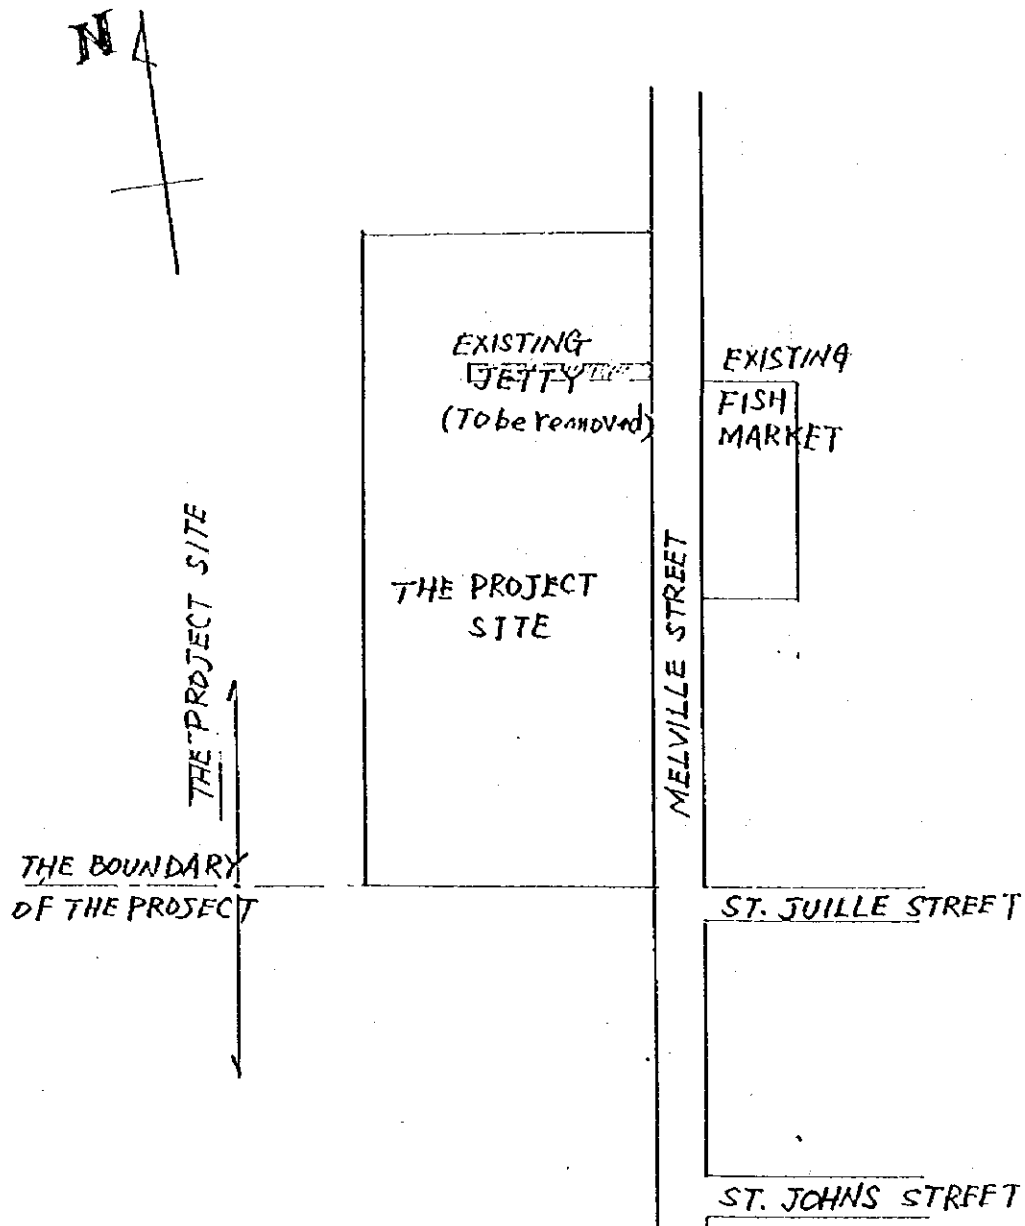 N
EXISTING
JETTY
(To be removed)
EXISTING
FISH
MARKET
THE PROJECT SITE
THE PROJECT
SITE
MELVILLE STREET
THE BOUNDARY
OF THE PROJECT
ST. JUILLE STREET
ST. JOHNS STREET